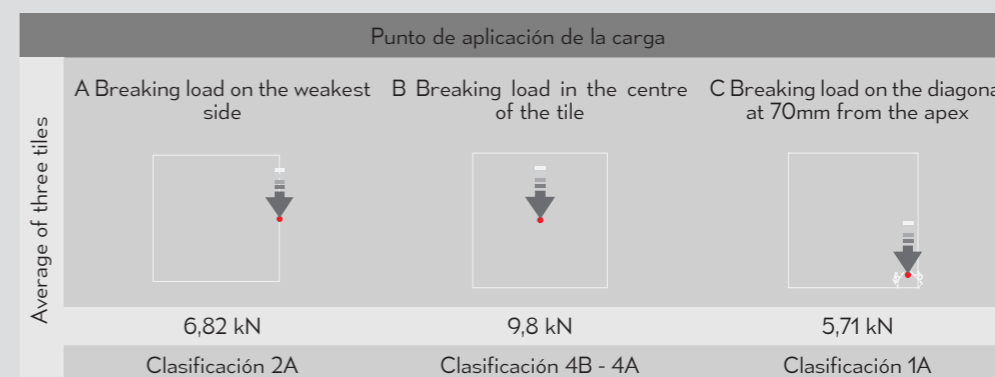 Punto de aplicación de la carga
Average of three tiles
A Breaking load on the weakest
side
B Breaking load in the centre
of the tile
C Breaking load on the diagona
at 70mm from the apex
6,82 kN
9,8 kN
5,71 kN
Clasificación 2A
Clasificación 4B - 4A
Clasificación 1A